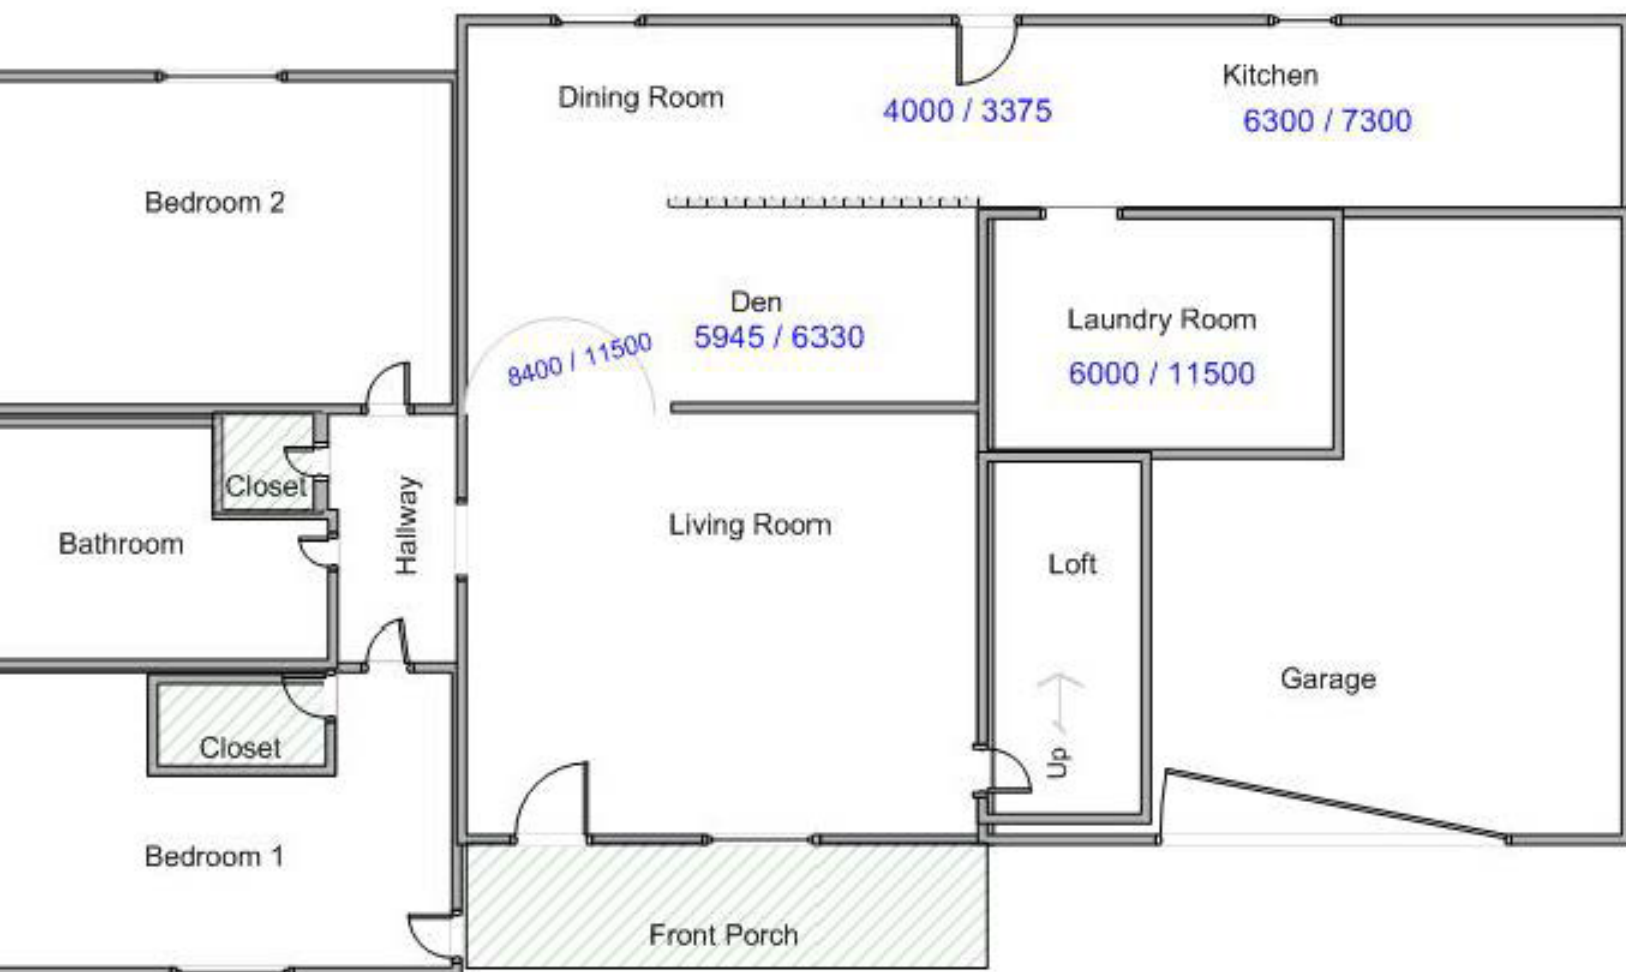 Dining Room
4000 / 3375
Kitchen
6300 / 7300
Bedroom 2
Den
5945 / 6330
8400 / 11500
Laundry Room
6000 / 11500
Closet
Bathroom
Hallway
Living Room
Loft
Up
Garage
Closet
Bedroom 1
Front Porch